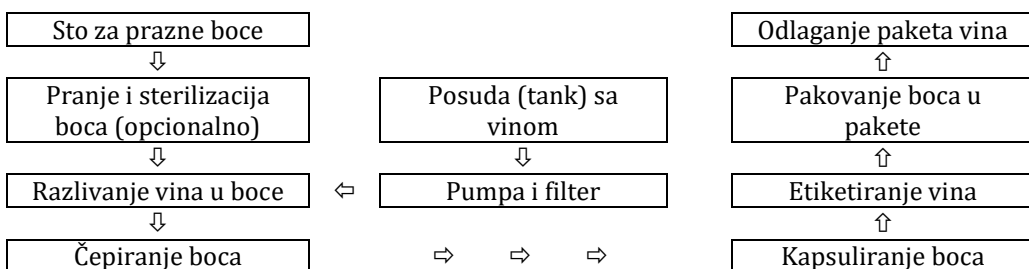 Sto za prazne boce
Odlaganje paketa vina
⇩
⇧
Pranje i sterilizacija
boca (opcionalno)
Posuda (tank) sa
vinom
Pakovanje boca u
pakete
⇩
⇩
⇧
Razlivanje vina u boce
⇦
Pumpa i filter
Etiketiranje vina
⇩
⇧
Čepiranje boca
⇨ ⇨ ⇨
Kapsuliranje boca